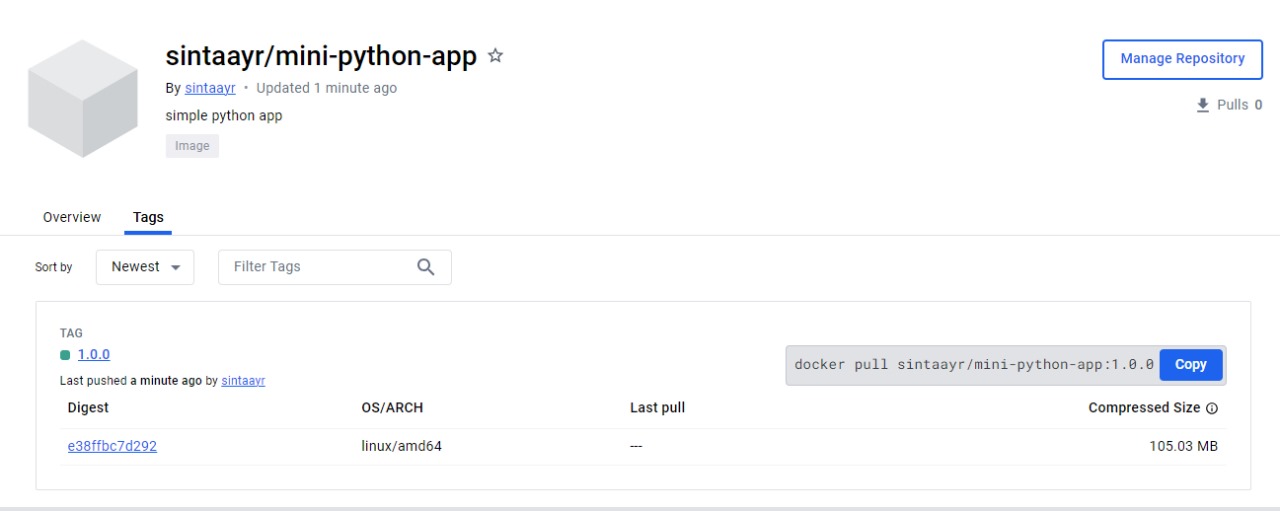 sintaayr/mini-python-app
By sintaayr • Updated 1 minute ago
simple python app
Image
Manage Repository
Pulls 0
Overview Tags
Sort by Newest Filter Tags
TAG
1.0.0
Last pushed a minute ago by sintaayr
docker pull sintaayr/mini-python-app:1.0.0 Copy
Digest OS/ARCH Last pull Compressed Size
e38ffbc7d292 linux/amd64 --- 105.03 MB